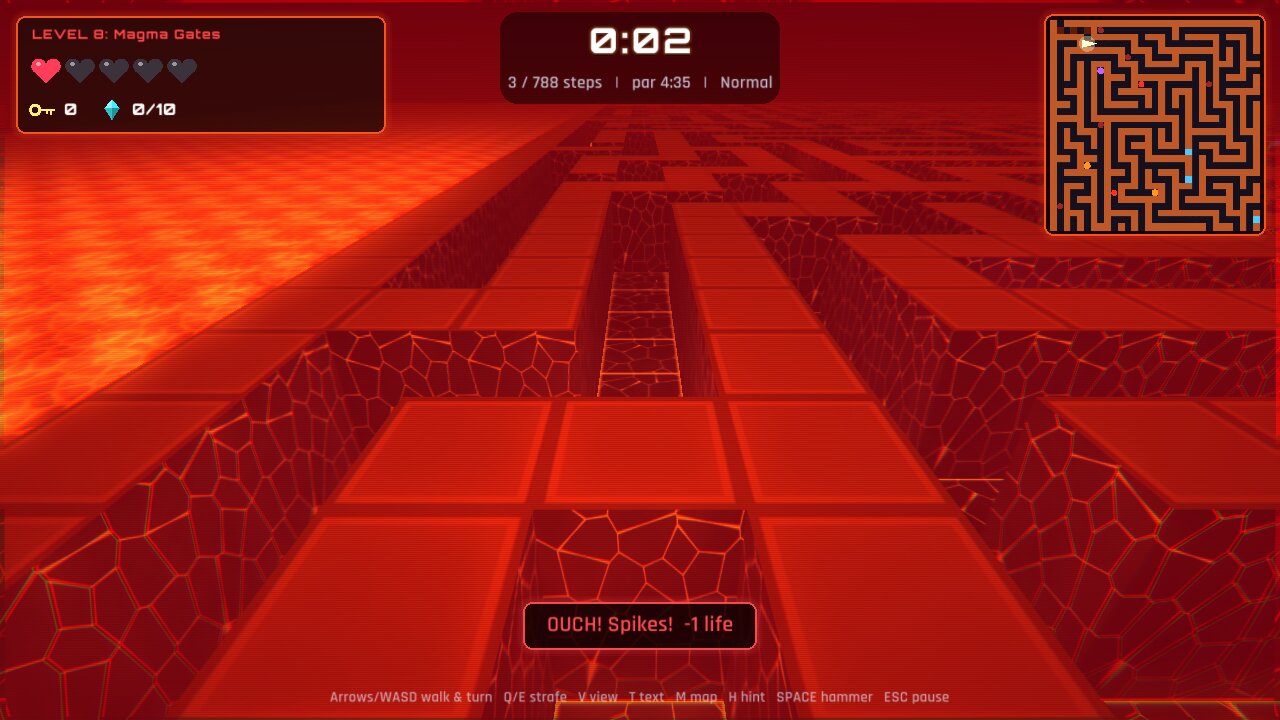 LEVEL 8: Magma Gates
0 0/10
0:02
3 / 788 steps | par 4:35 | Normal
OUCH! Spikes! -1 life
Arrows/WASD walk & turn Q/E strafe V view T text M map H hint SPACE hammer ESC pause